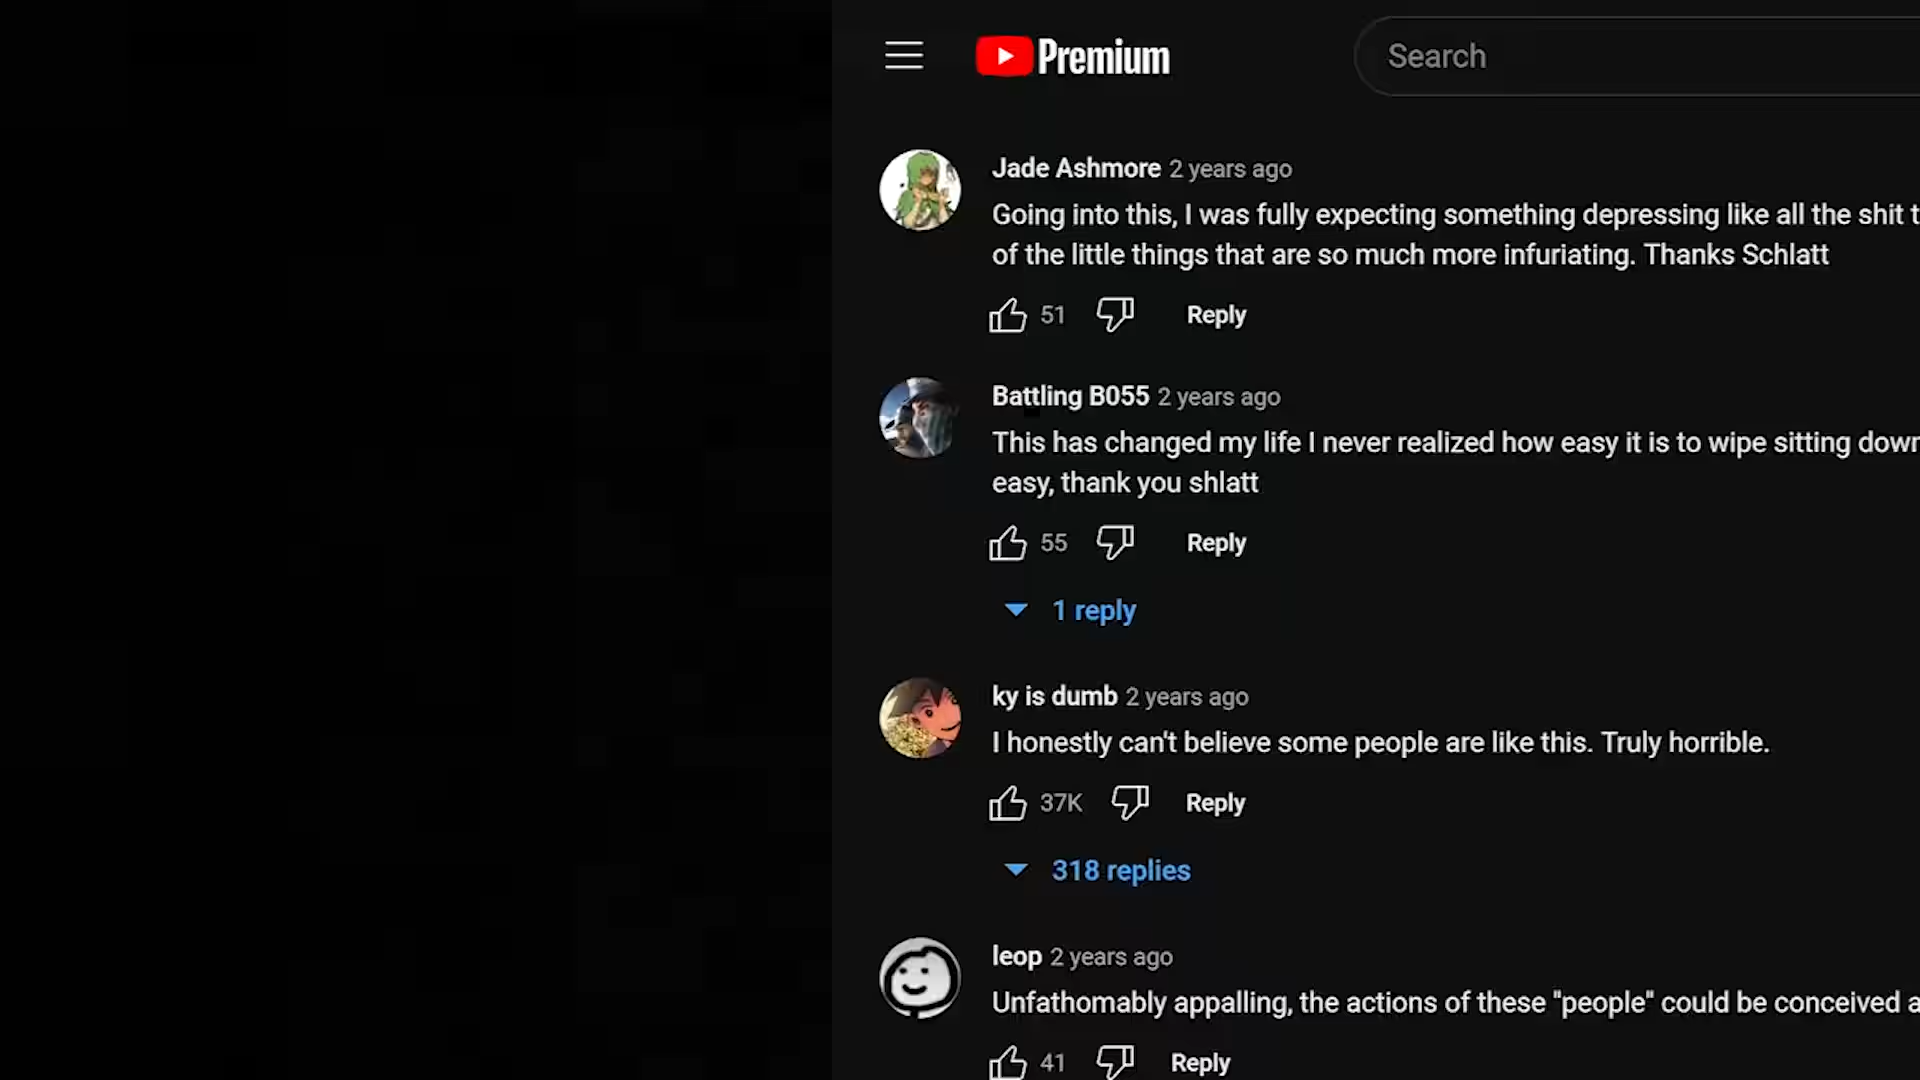 Premium
Search
Jade Ashmore 2 years ago
Going into this, I was fully expecting something depressing like all the shit
of the little things that are so much more infuriating. Thanks Schlatt
51 Reply
Battling B055 2 years ago
This has changed my life I never realized how easy it is to wipe sitting down
easy, thank you shlatt
55 Reply
1 reply
ky is dumb 2 years ago
I honestly can't believe some people are like this. Truly horrible.
37K Reply
318 replies
leop 2 years ago
Unfathomably appalling, the actions of these "people" could be conceived
41 Reply